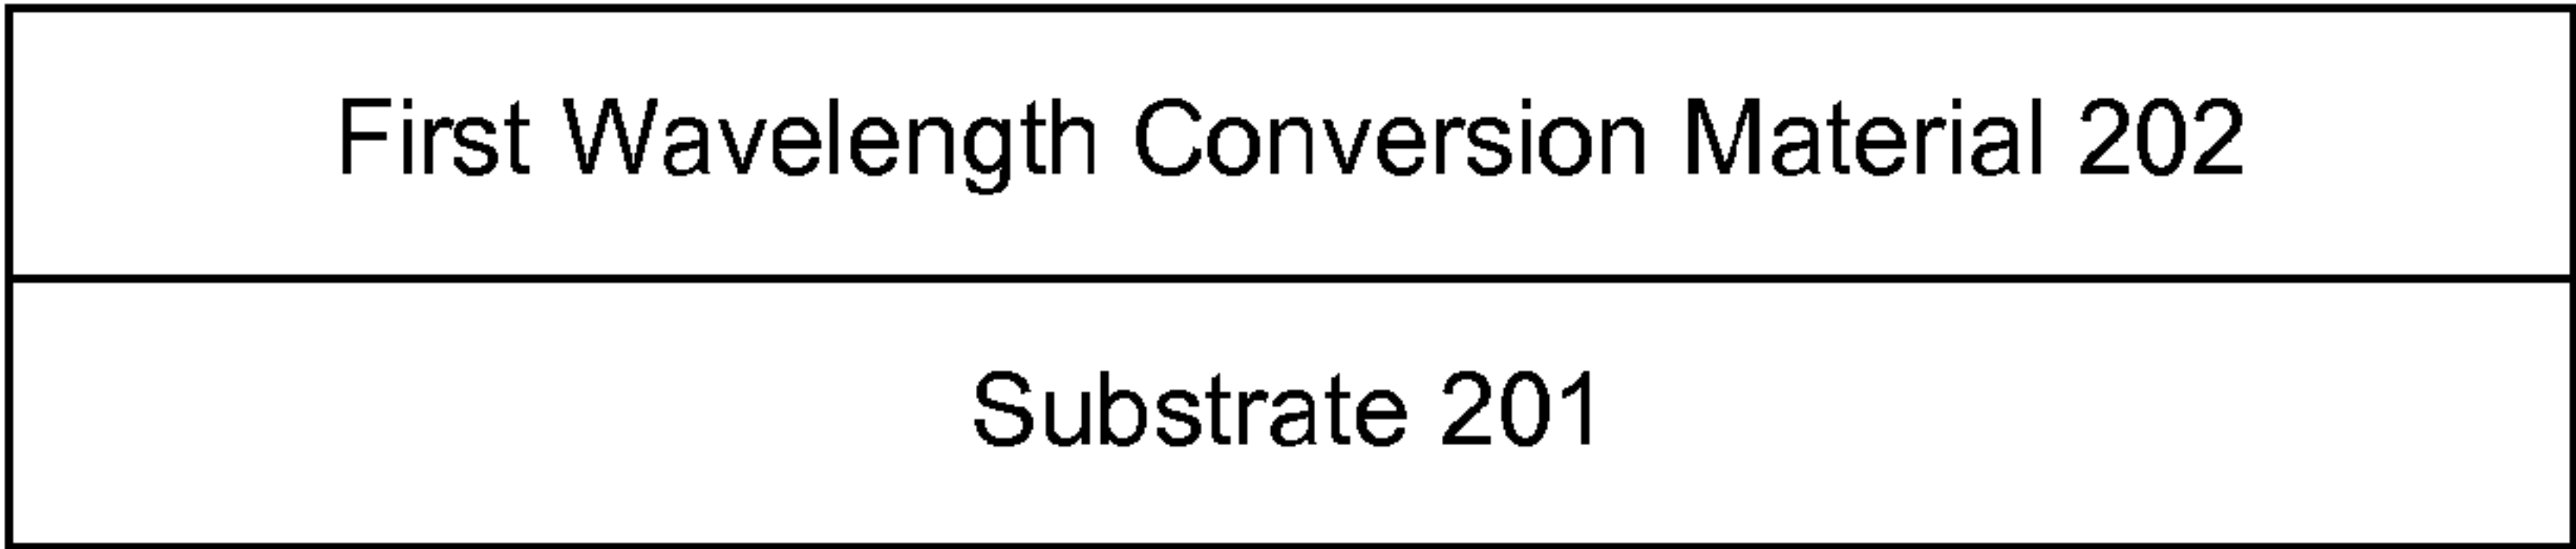 First Wavelength Conversion Material 202
Substrate 201